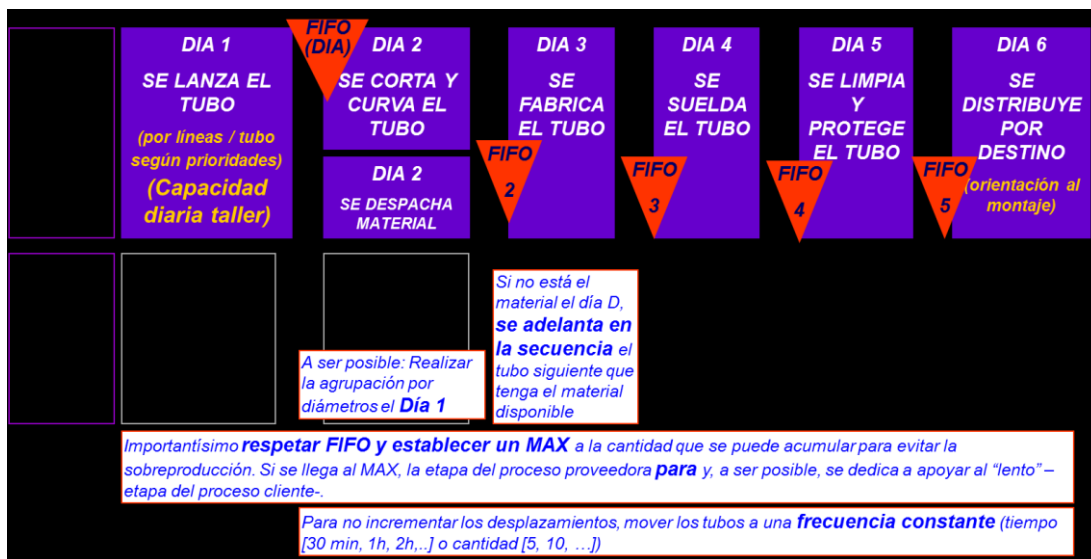 DIA 1
SE LANZA EL
TUBO
(por líneas / tubo
según prioridades)
(Capacidad
diaria taller)
FIFO
(DIA)
DIA 2
SE CORTA Y
CURVA EL
TUBO
DIA 2
SE DESPACHA
MATERIAL
DIA 3
SE
FABRICA
EL TUBO
FIFO
2
DIA 4
SE
SUELDA
EL TUBO
FIFO
3
DIA 5
SE LIMPIA
Y
PROTEGE
EL TUBO
FIFO
4
DIA 6
SE
DISTRIBUYE
POR
DESTINO
(orientación al
montaje)
FIFO
5
A ser posible: Realizar
la agrupación por
diámetros el Día 1
Si no está el
material el día D,
se adelanta en
la secuencia el
tubo siguiente que
tenga el material
disponible
Importantísimo respetar FIFO y establecer un MAX a la cantidad que se puede acumular para evitar la
sobreproducción. Si se llega al MAX, la etapa del proceso proveedora para y, a ser posible, se dedica a apoyar al “lento” –
etapa del proceso cliente-.
Para no incrementar los desplazamientos, mover los tubos a una frecuencia constante (tiempo
[30 min, 1h, 2h,..] o cantidad [5, 10, …])